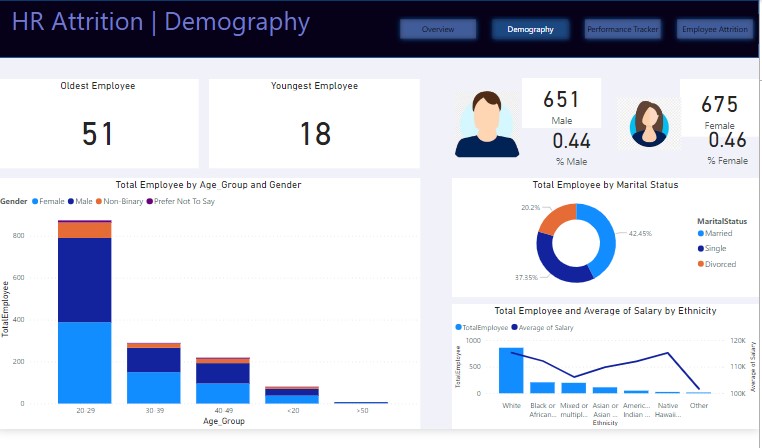 HR Attrition | Demography
Overview
Demography
Performance Tracker
Employee Attrition
Oldest Employee
51
Youngest Employee
18
651
Male
0.44
% Male
675
Female
0.46
% Female
Total Employee by Age_Group and Gender
Gender Female Male Non-Binary Prefer Not To Say
TotalEmployee
800
600
400
200
0
20-29 30-39 40-49 <20 >50
Age_Group
Total Employee by Marital Status
20.2%
42.45%
37.35%
MaritalStatus
Married
Single
Divorced
Total Employee and Average of Salary by Ethnicity
TotalEmployee Average of Salary
TotalEmployee
1000
500
0
120K
110K
100K
Average of Salary
White Black or Mixed or Asian or Americ... Native Other
African... multipl... Asian ... Indian ... Hawaii...
Ethnicity